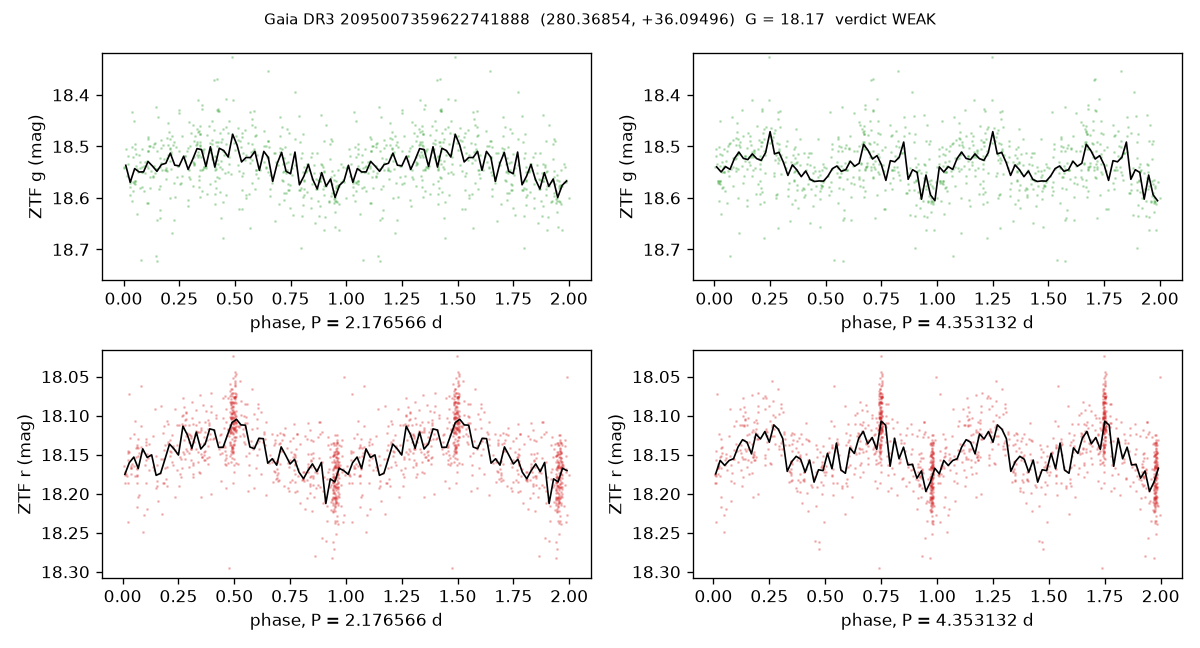 Gaia DR3 2095007359622741888 (280.36854, +36.09496) G = 18.17 verdict WEAK
ZTF g (mag)
18.4
18.5
18.6
18.7
0.00 0.25 0.50 0.75 1.00 1.25 1.50 1.75 2.00
phase, P = 2.176566 d
ZTF g (mag)
18.4
18.5
18.6
18.7
0.00 0.25 0.50 0.75 1.00 1.25 1.50 1.75 2.00
phase, P = 4.353132 d
ZTF r (mag)
18.05
18.10
18.15
18.20
18.25
18.30
0.00 0.25 0.50 0.75 1.00 1.25 1.50 1.75 2.00
phase, P = 2.176566 d
ZTF r (mag)
18.05
18.10
18.15
18.20
18.25
18.30
0.00 0.25 0.50 0.75 1.00 1.25 1.50 1.75 2.00
phase, P = 4.353132 d